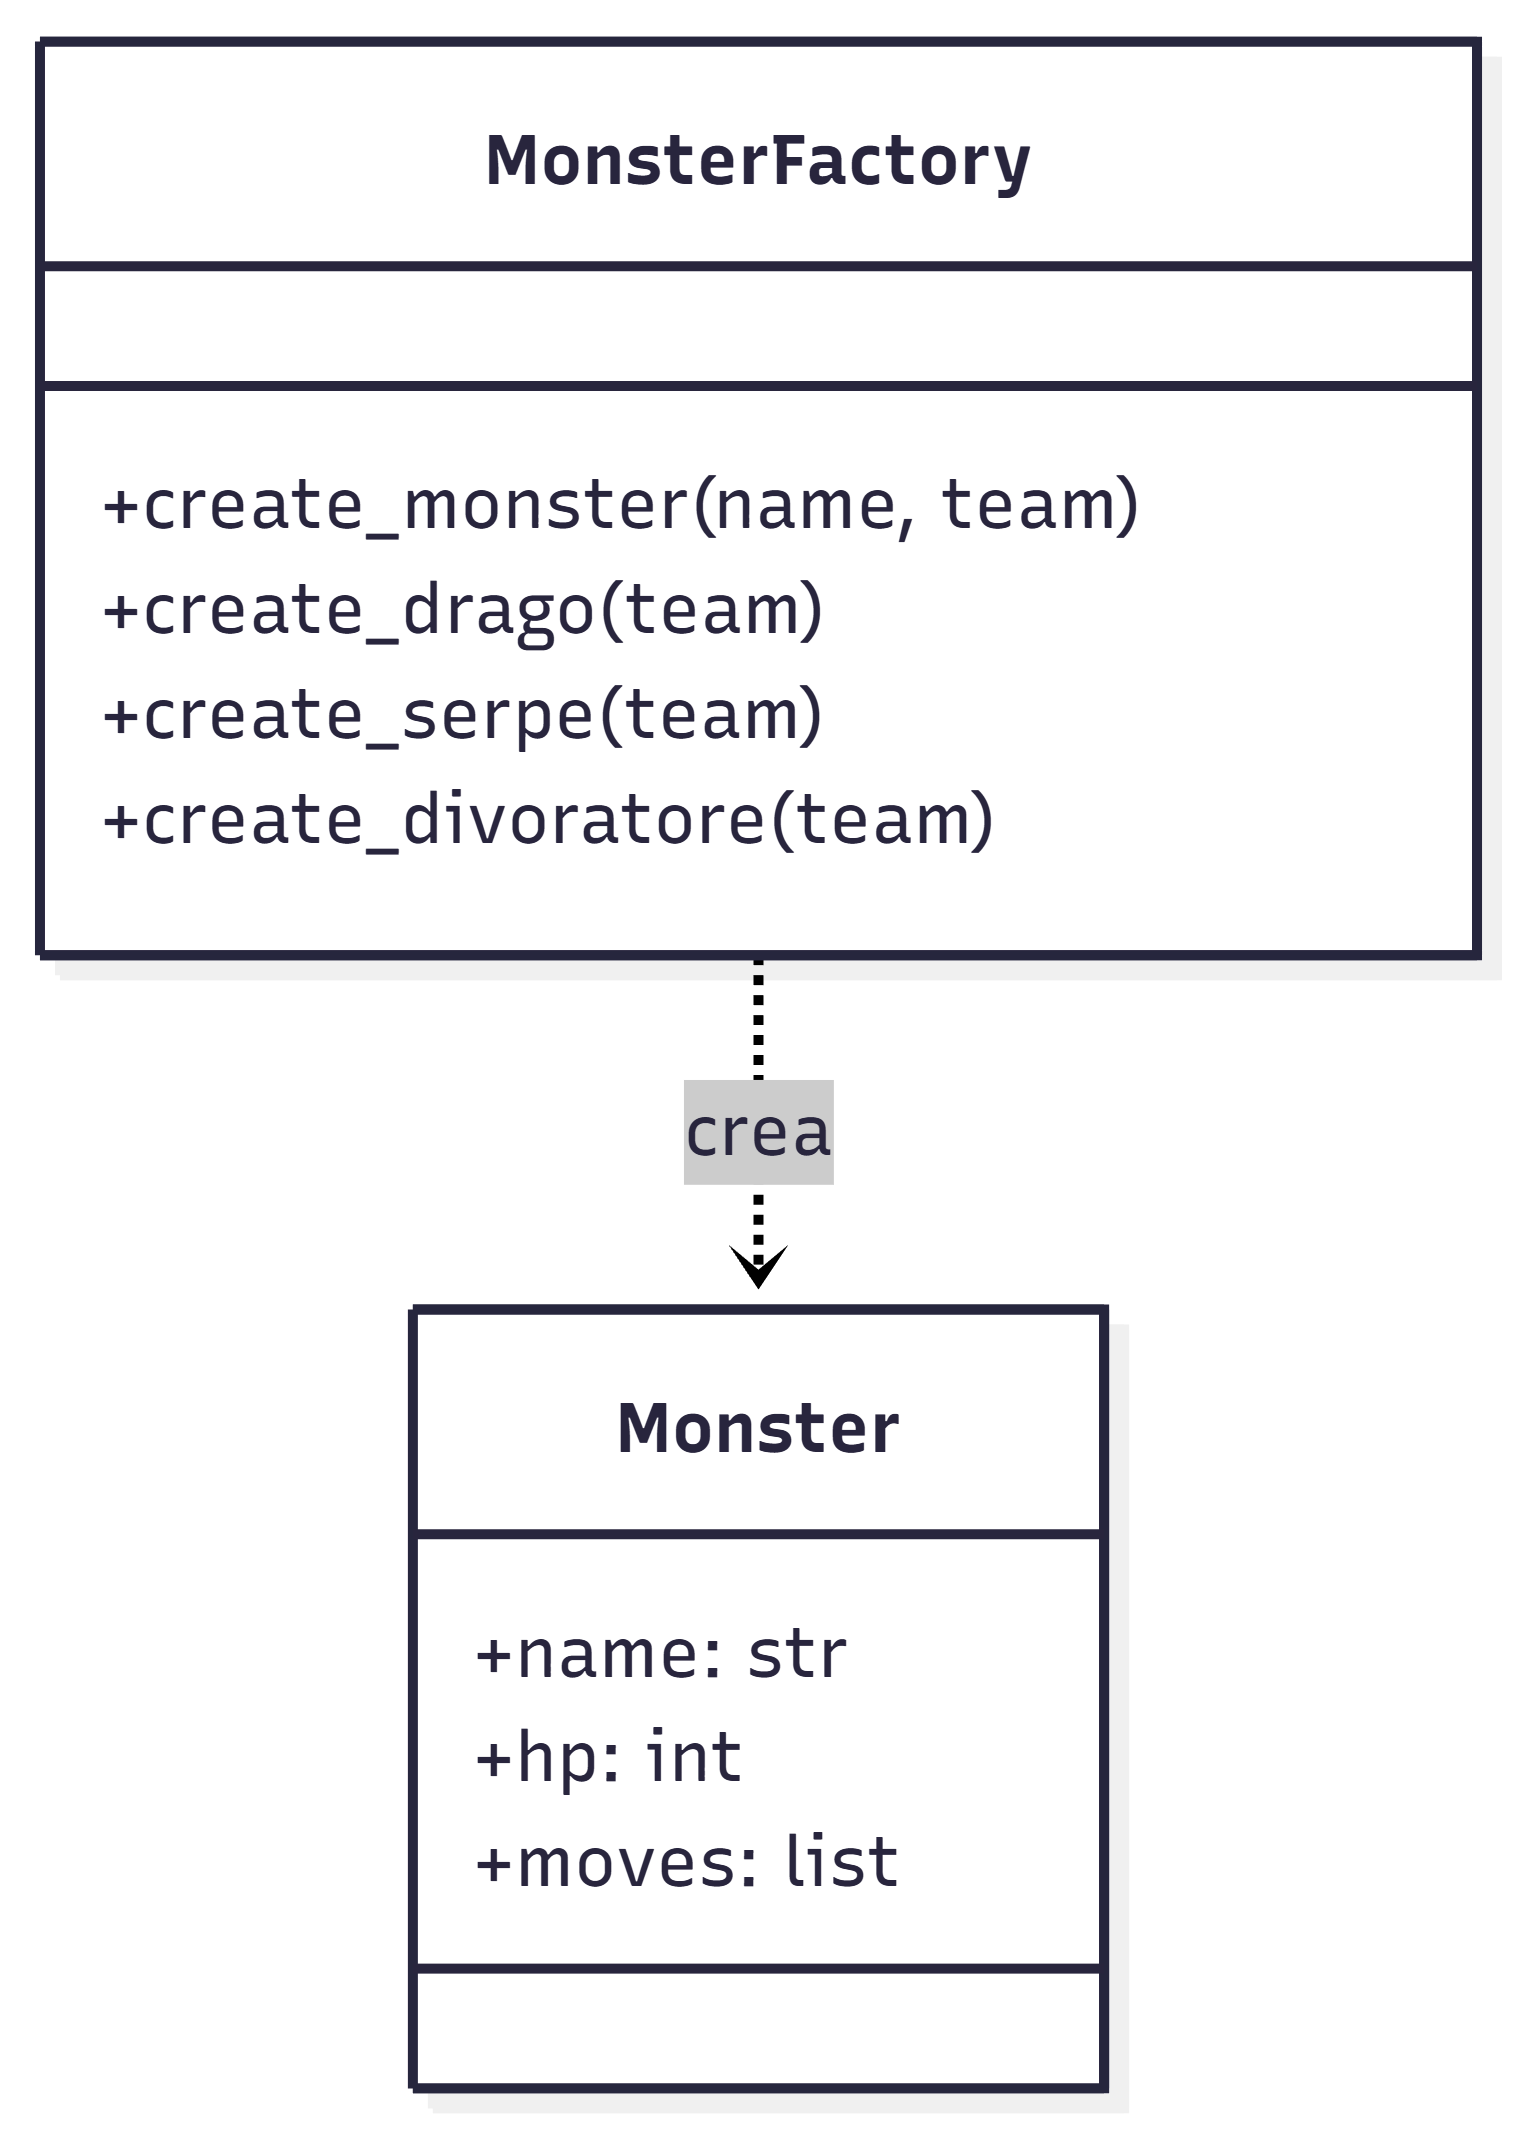 MonsterFactory
+create_monster(name, team)
+create_drago(team)
+create_serpe(team)
+create_divoratore(team)
crea
Monster
+name: str
+hp: int
+moves: list